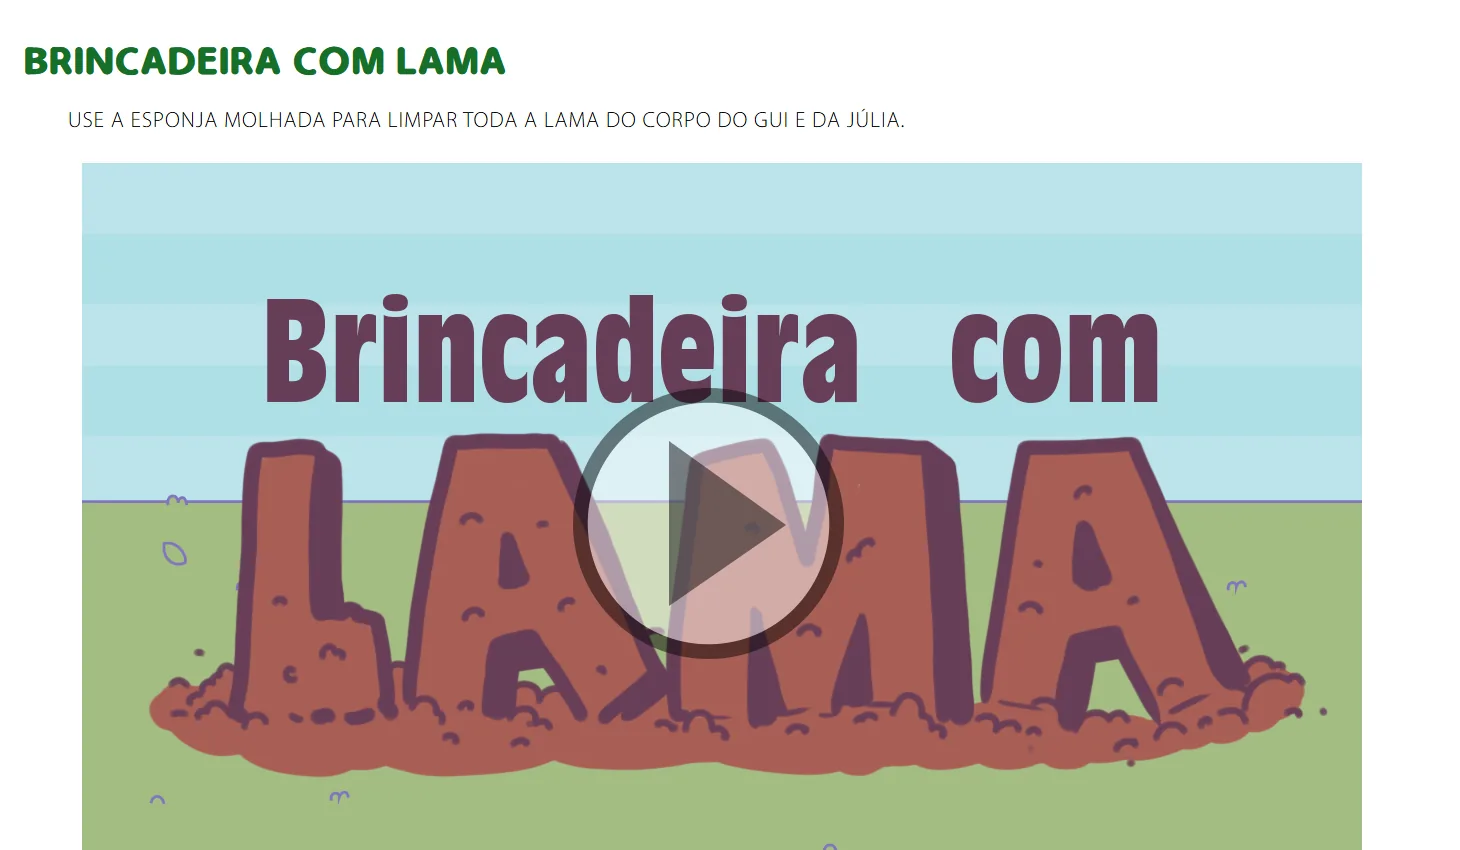 BRINCADEIRA COM LAMA
USE A ESPONJA MOLHADA PARA LIMPAR TODA A LAMA DO CORPO DO GUI E DA JÚLIA.
Brincadeira com
LAMA